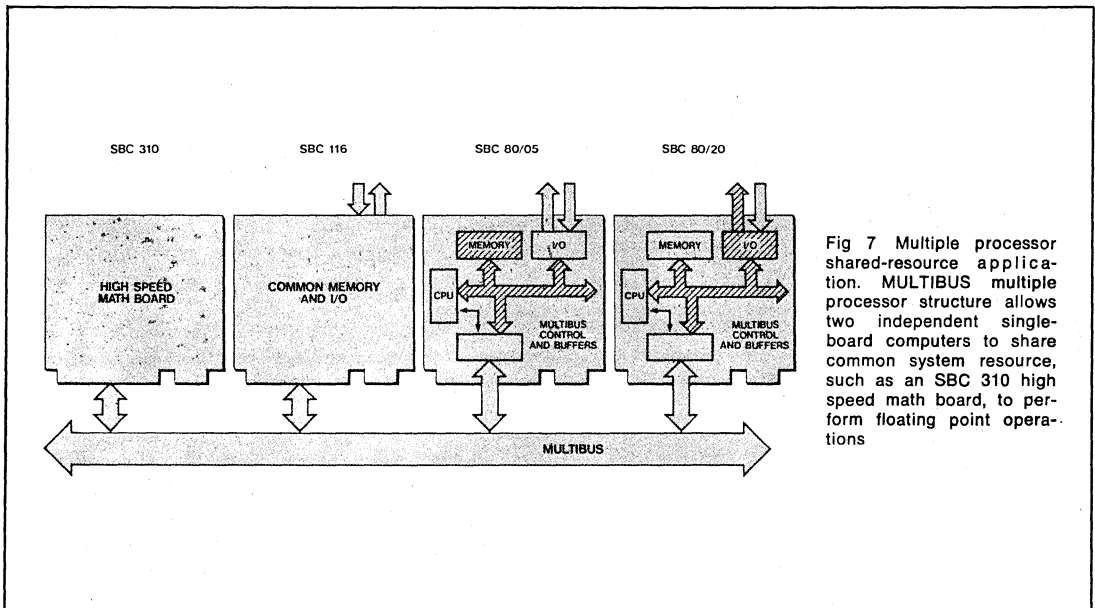 SBC 310
SBC 116
SBC 80/05
SBC 80/20
HIGH SPEED
MATH BOARD
COMMON MEMORY
AND I/O
MEMORY
I/O
CPU
MULTIBUS
CONTROL
AND BUFFERS
MEMORY
I/O
CPU
MULTIBUS
CONTROL
AND BUFFERS
MULTIBUS
Fig 7 Multiple processor
shared-resource applica-
tion. MULTIBUS multiple
processor structure allows
two independent single-
board computers to share
common system resource,
such as an SBC 310 high
speed math board, to per-
form floating point opera-
tions